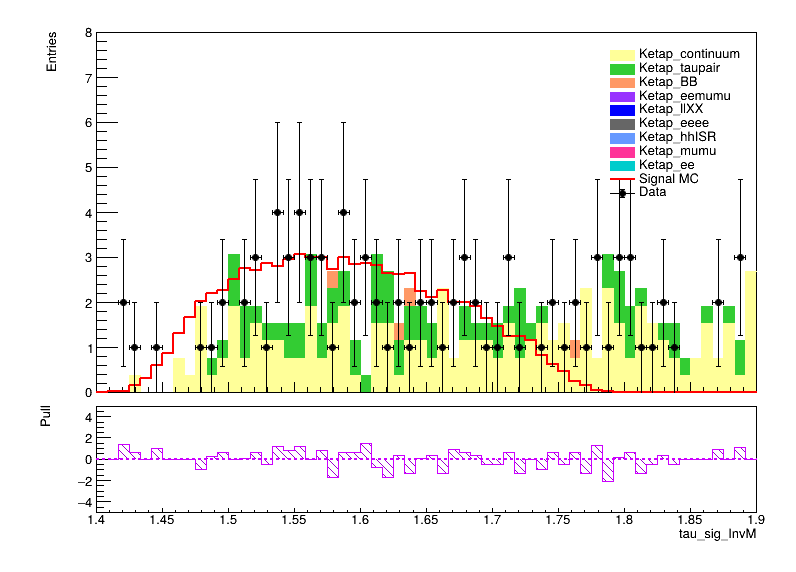 Entries
8
7
6
5
4
3
2
1
0
Ketap_continuum
Ketap_taupair
Ketap_BB
Ketap_eemumu
Ketap_llXX
Ketap_eeee
Ketap_hhISR
Ketap_mumu
Ketap_ee
Signal MC
Data
Pull
4
2
0
−2
−4
1.4 1.45 1.5 1.55 1.6 1.65 1.7 1.75 1.8 1.85 1.9
tau_sig_InvM